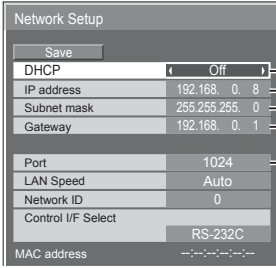 Network Setup
Save
DHCP Off
IP address 192.168. 0. 8
Subnet mask 255.255.255. 0
Gateway 192.168. 0. 1
Port 1024
LAN Speed Auto
Network ID 0
Control I/F Select
RS-232C
MAC address --:--:--:--:--:--